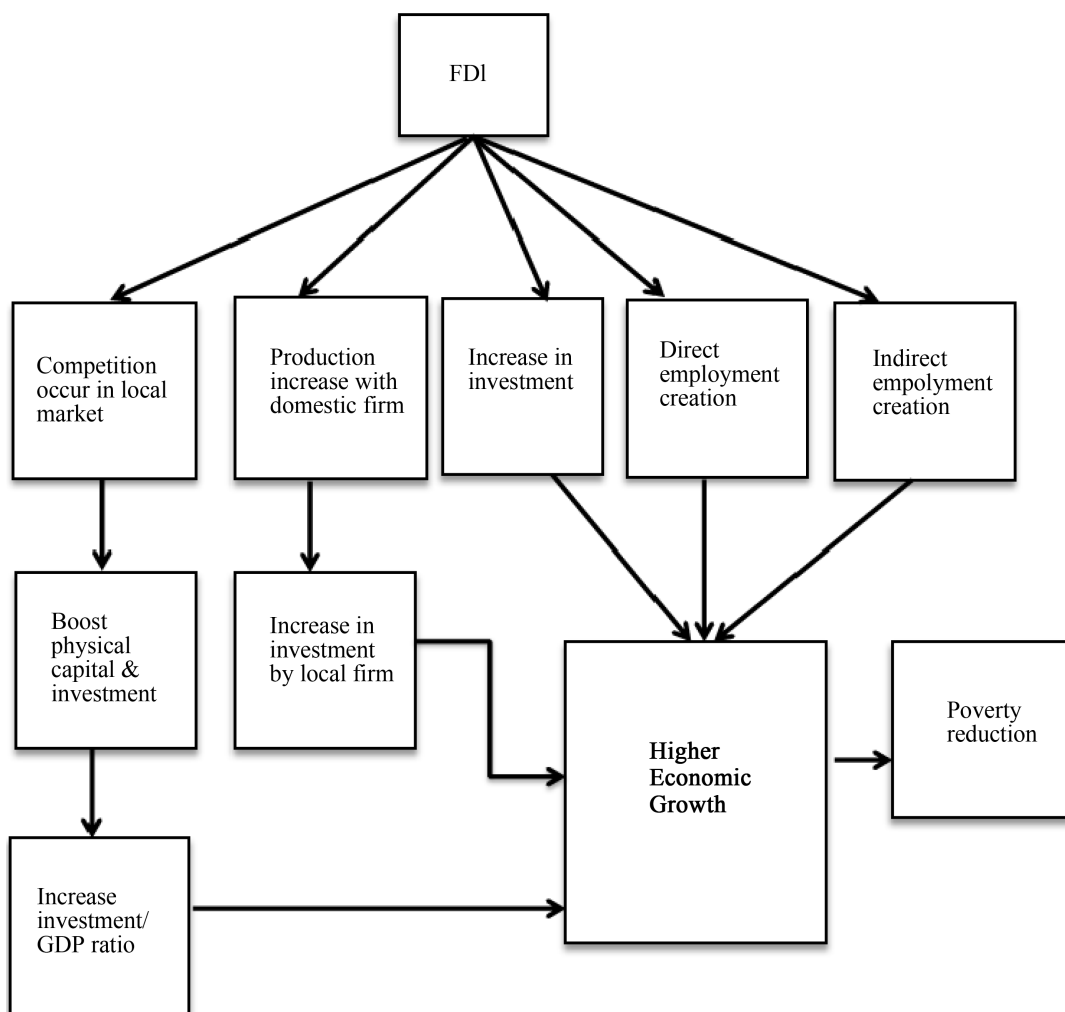 FDl
Competition
occur in local
market
Production
increase with
domestic firm
Increase in
investment
Direct
employment
creation
Indirect
empolyment
creation
Boost
physical
capital &
investment
Increase in
investment
by local firm
Higher
Economic
Growth
Poverty
reduction
Increase
investment/
GDP ratio